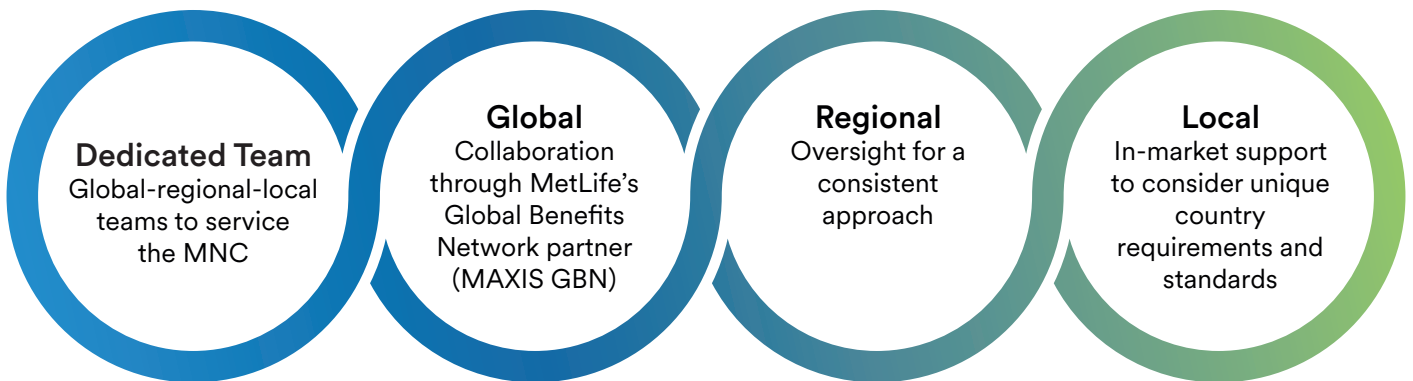 Dedicated Team
Global-regional-local
teams to service
the MNC
Global
Collaboration
through MetLife’s
Global Benefits
Network partner
(MAXIS GBN)
Regional
Oversight for a
consistent
approach
Local
In-market support
to consider unique
country
requirements and
standards